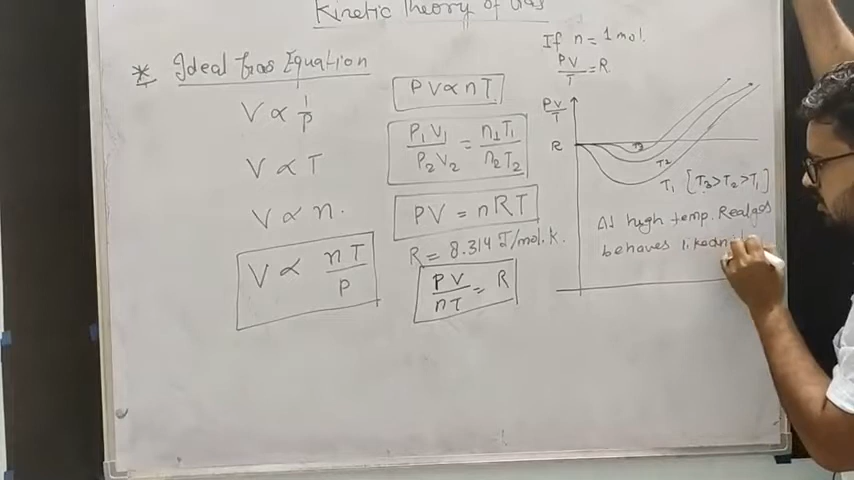 Kinetic Theory of Gas
* Ideal Gas Equation
V ∝ 1/P
V ∝ T
V ∝ n.
V ∝ nT/P
PV ∝ nT
P₁V₁/P₂V₂ = n₁T₁/n₂T₂
PV = nRT
R = 8.314 J/mol.K.
PV/nT = R
If n = 1 mol.
PV/T = R
PV/T
R
T₃
T₂
T₁ [T₃>T₂>T₁]
At high temp. Real gas
behaves like an